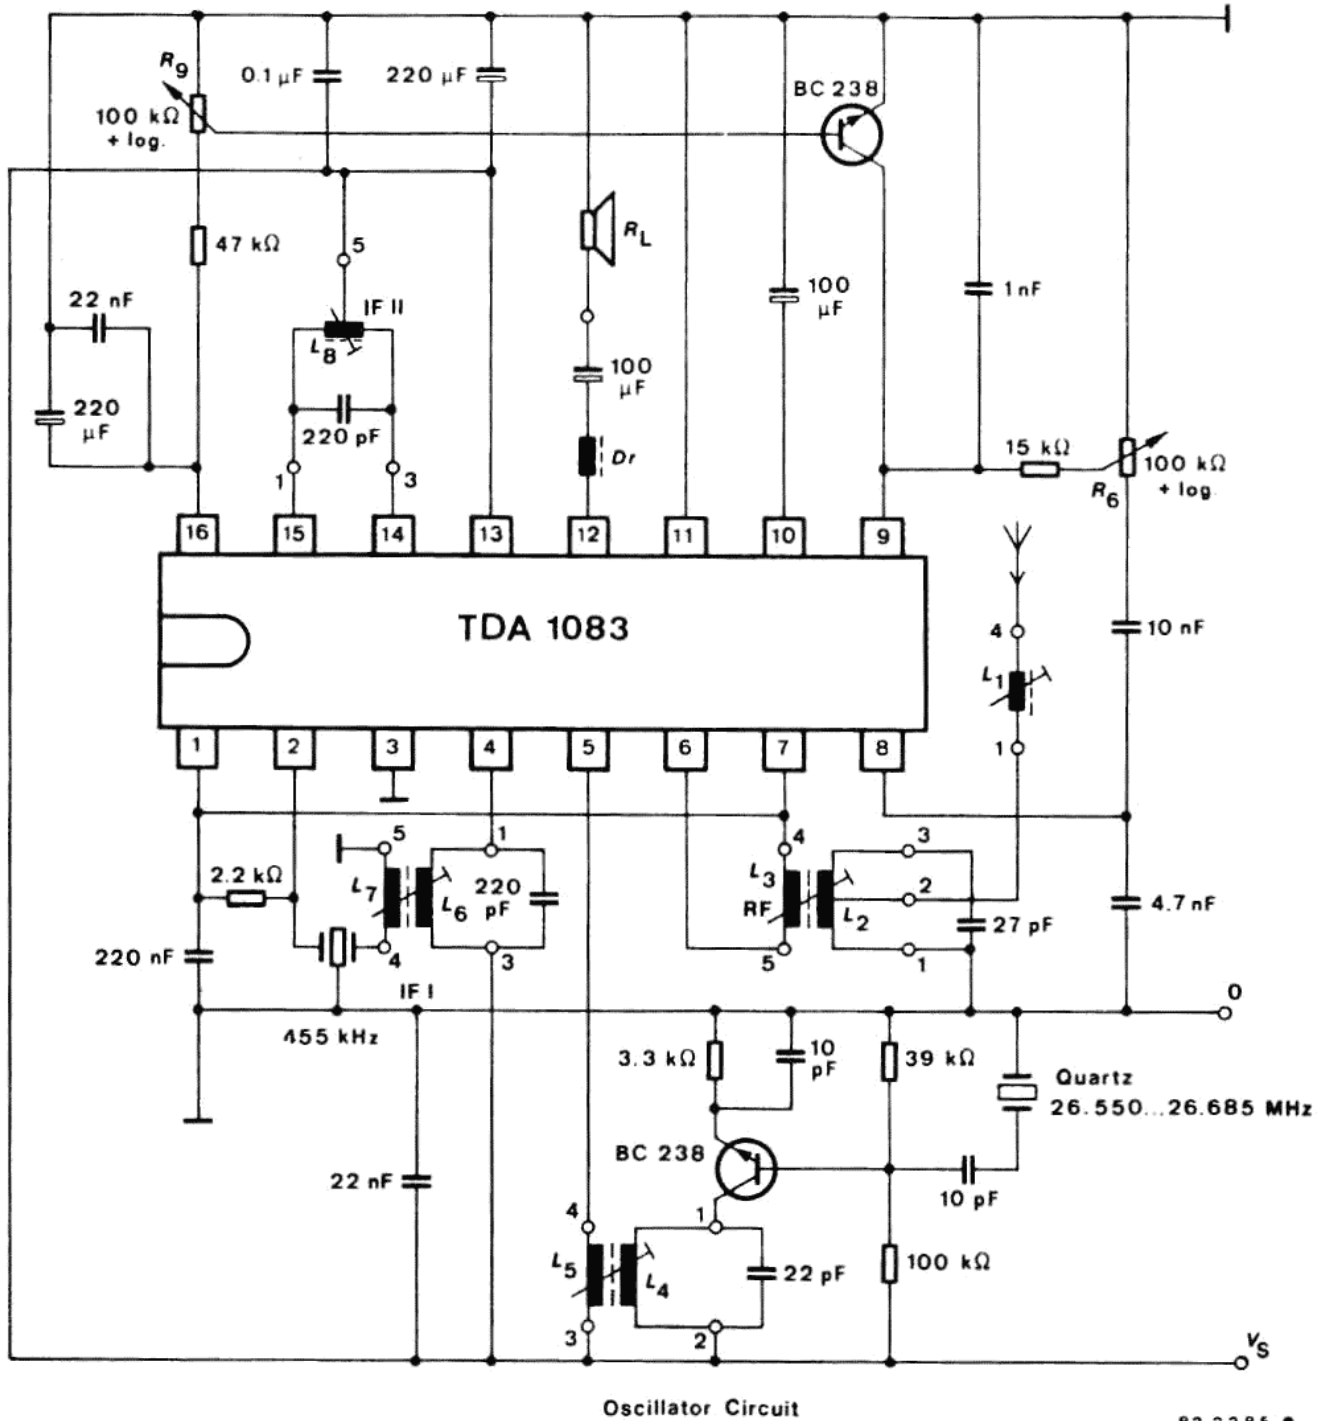 R9
0.1 µF
220 µF
BC 238
100 kΩ
+ log.
47 kΩ
5
RL
22 nF
IF II
L8
100
µF
1 nF
100
µF
220
µF
220 pF
Dr
15 kΩ
100 kΩ
+ log.
R6
1
3
16
15
14
13
12
11
10
9
TDA 1083
4
10 nF
L1
1
1
2
3
4
5
6
7
8
5
1
4
3
2.2 kΩ
L7
L6
220
pF
L3
RF
L2
2
27 pF
4.7 nF
220 nF
4
3
5
1
IF I
0
455 kHz
3.3 kΩ
10
pF
39 kΩ
Quartz
26.550...26.685 MHz
BC 238
22 nF
10 pF
4
1
L5
L4
22 pF
100 kΩ
3
2
VS
Oscillator Circuit